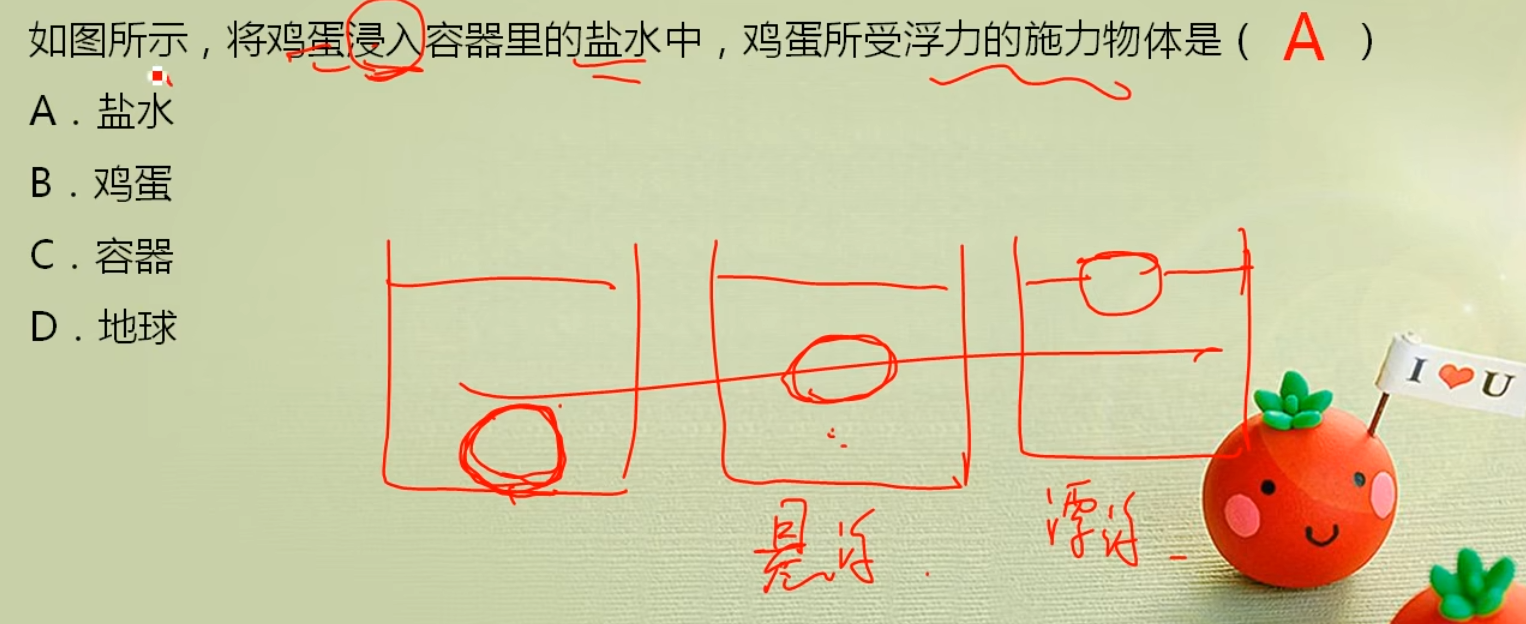 如图所示，将鸡蛋浸入容器里的盐水中，鸡蛋所受浮力的施力物体是（ A ）
A．盐水
B．鸡蛋
C．容器
D．地球
I ❤ U
悬浮
漂浮